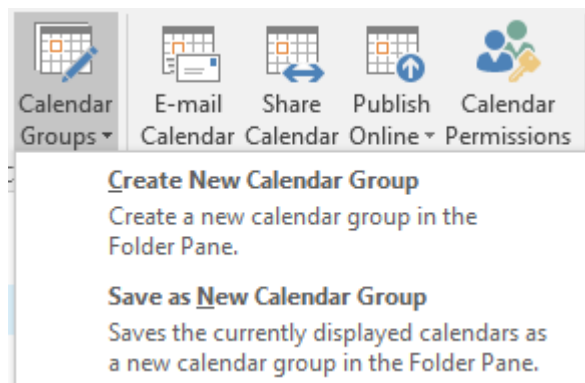 Calendar Groups
E-mail Calendar
Share Calendar
Publish Online
Calendar Permissions
Create New Calendar Group
Create a new calendar group in the
Folder Pane.
Save as New Calendar Group
Saves the currently displayed calendars as
a new calendar group in the Folder Pane.